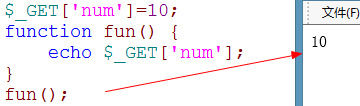 $_GET['num']=10;
function fun() {
    echo $_GET['num'];
}
fun();
文件(F)
10